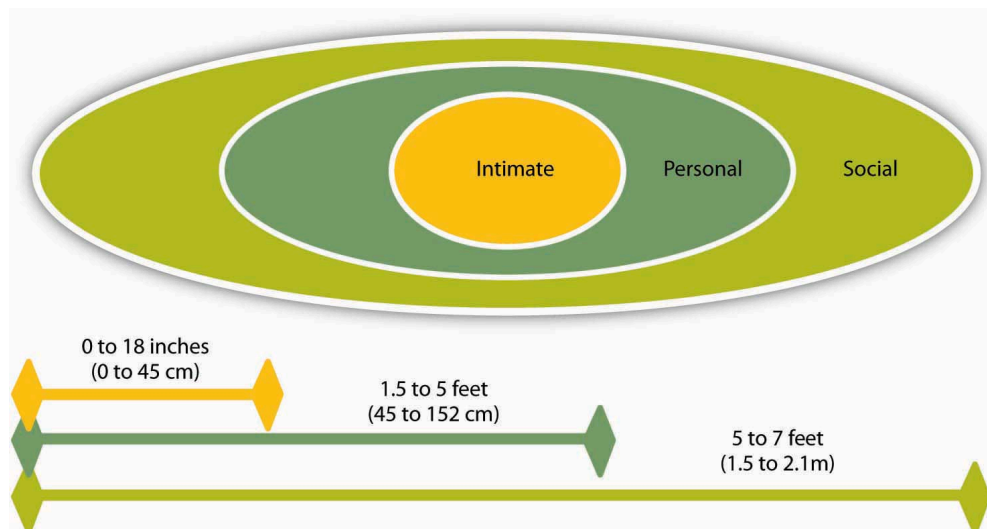 Intimate
Personal
Social
0 to 18 inches
(0 to 45 cm)
1.5 to 5 feet
(45 to 152 cm)
5 to 7 feet
(1.5 to 2.1m)